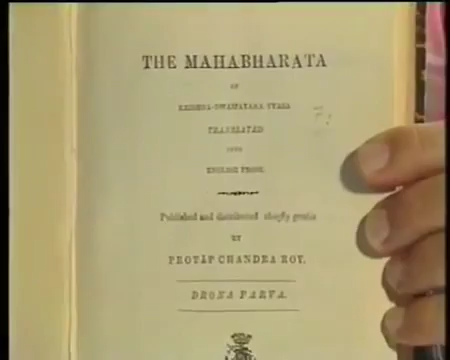 THE MAHABHARATA
OF
KRISHNA-DWAIPAYANA VYASA
TRANSLATED
INTO
ENGLISH PROSE.
Published and distributed chiefly gratis
BY
PROTĀP CHANDRA ROY.
DRONA PARVA.